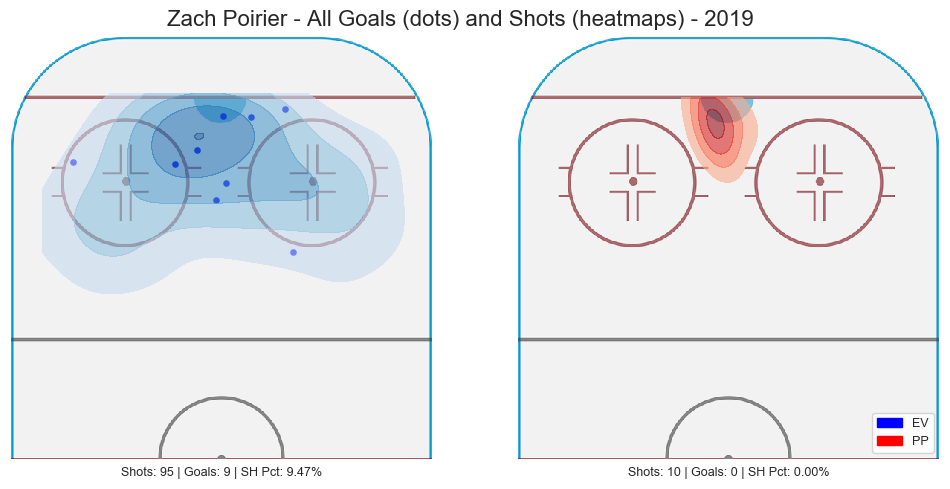 Zach Poirier - All Goals (dots) and Shots (heatmaps) - 2019
EV
PP
Shots: 95 | Goals: 9 | SH Pct: 9.47%
Shots: 10 | Goals: 0 | SH Pct: 0.00%